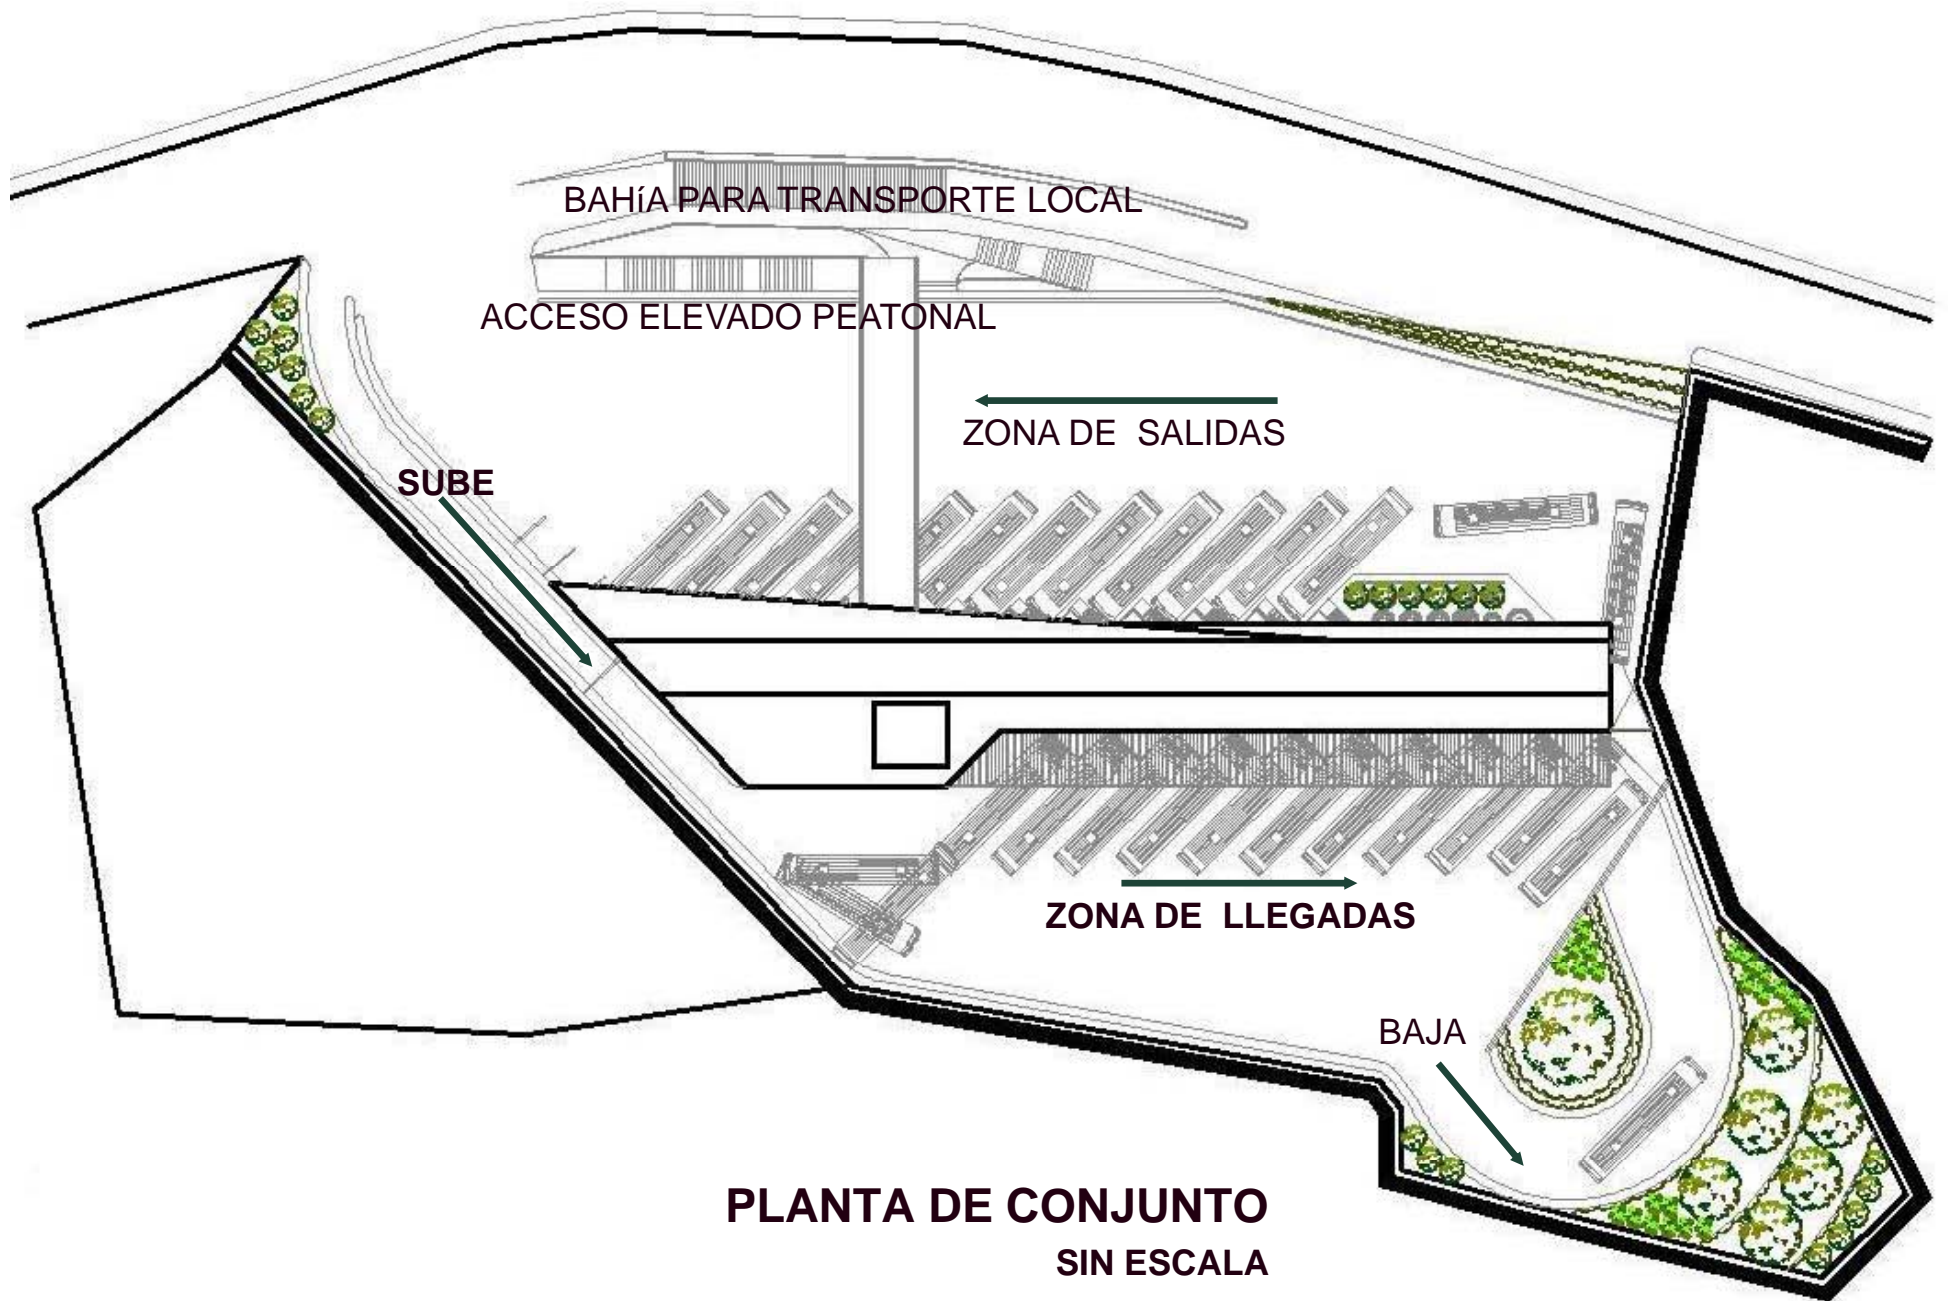 BAHíA PARA TRANSPORTE LOCAL
ACCESO ELEVADO PEATONAL
ZONA DE SALIDAS
SUBE
ZONA DE LLEGADAS
BAJA
PLANTA DE CONJUNTO
SIN ESCALA